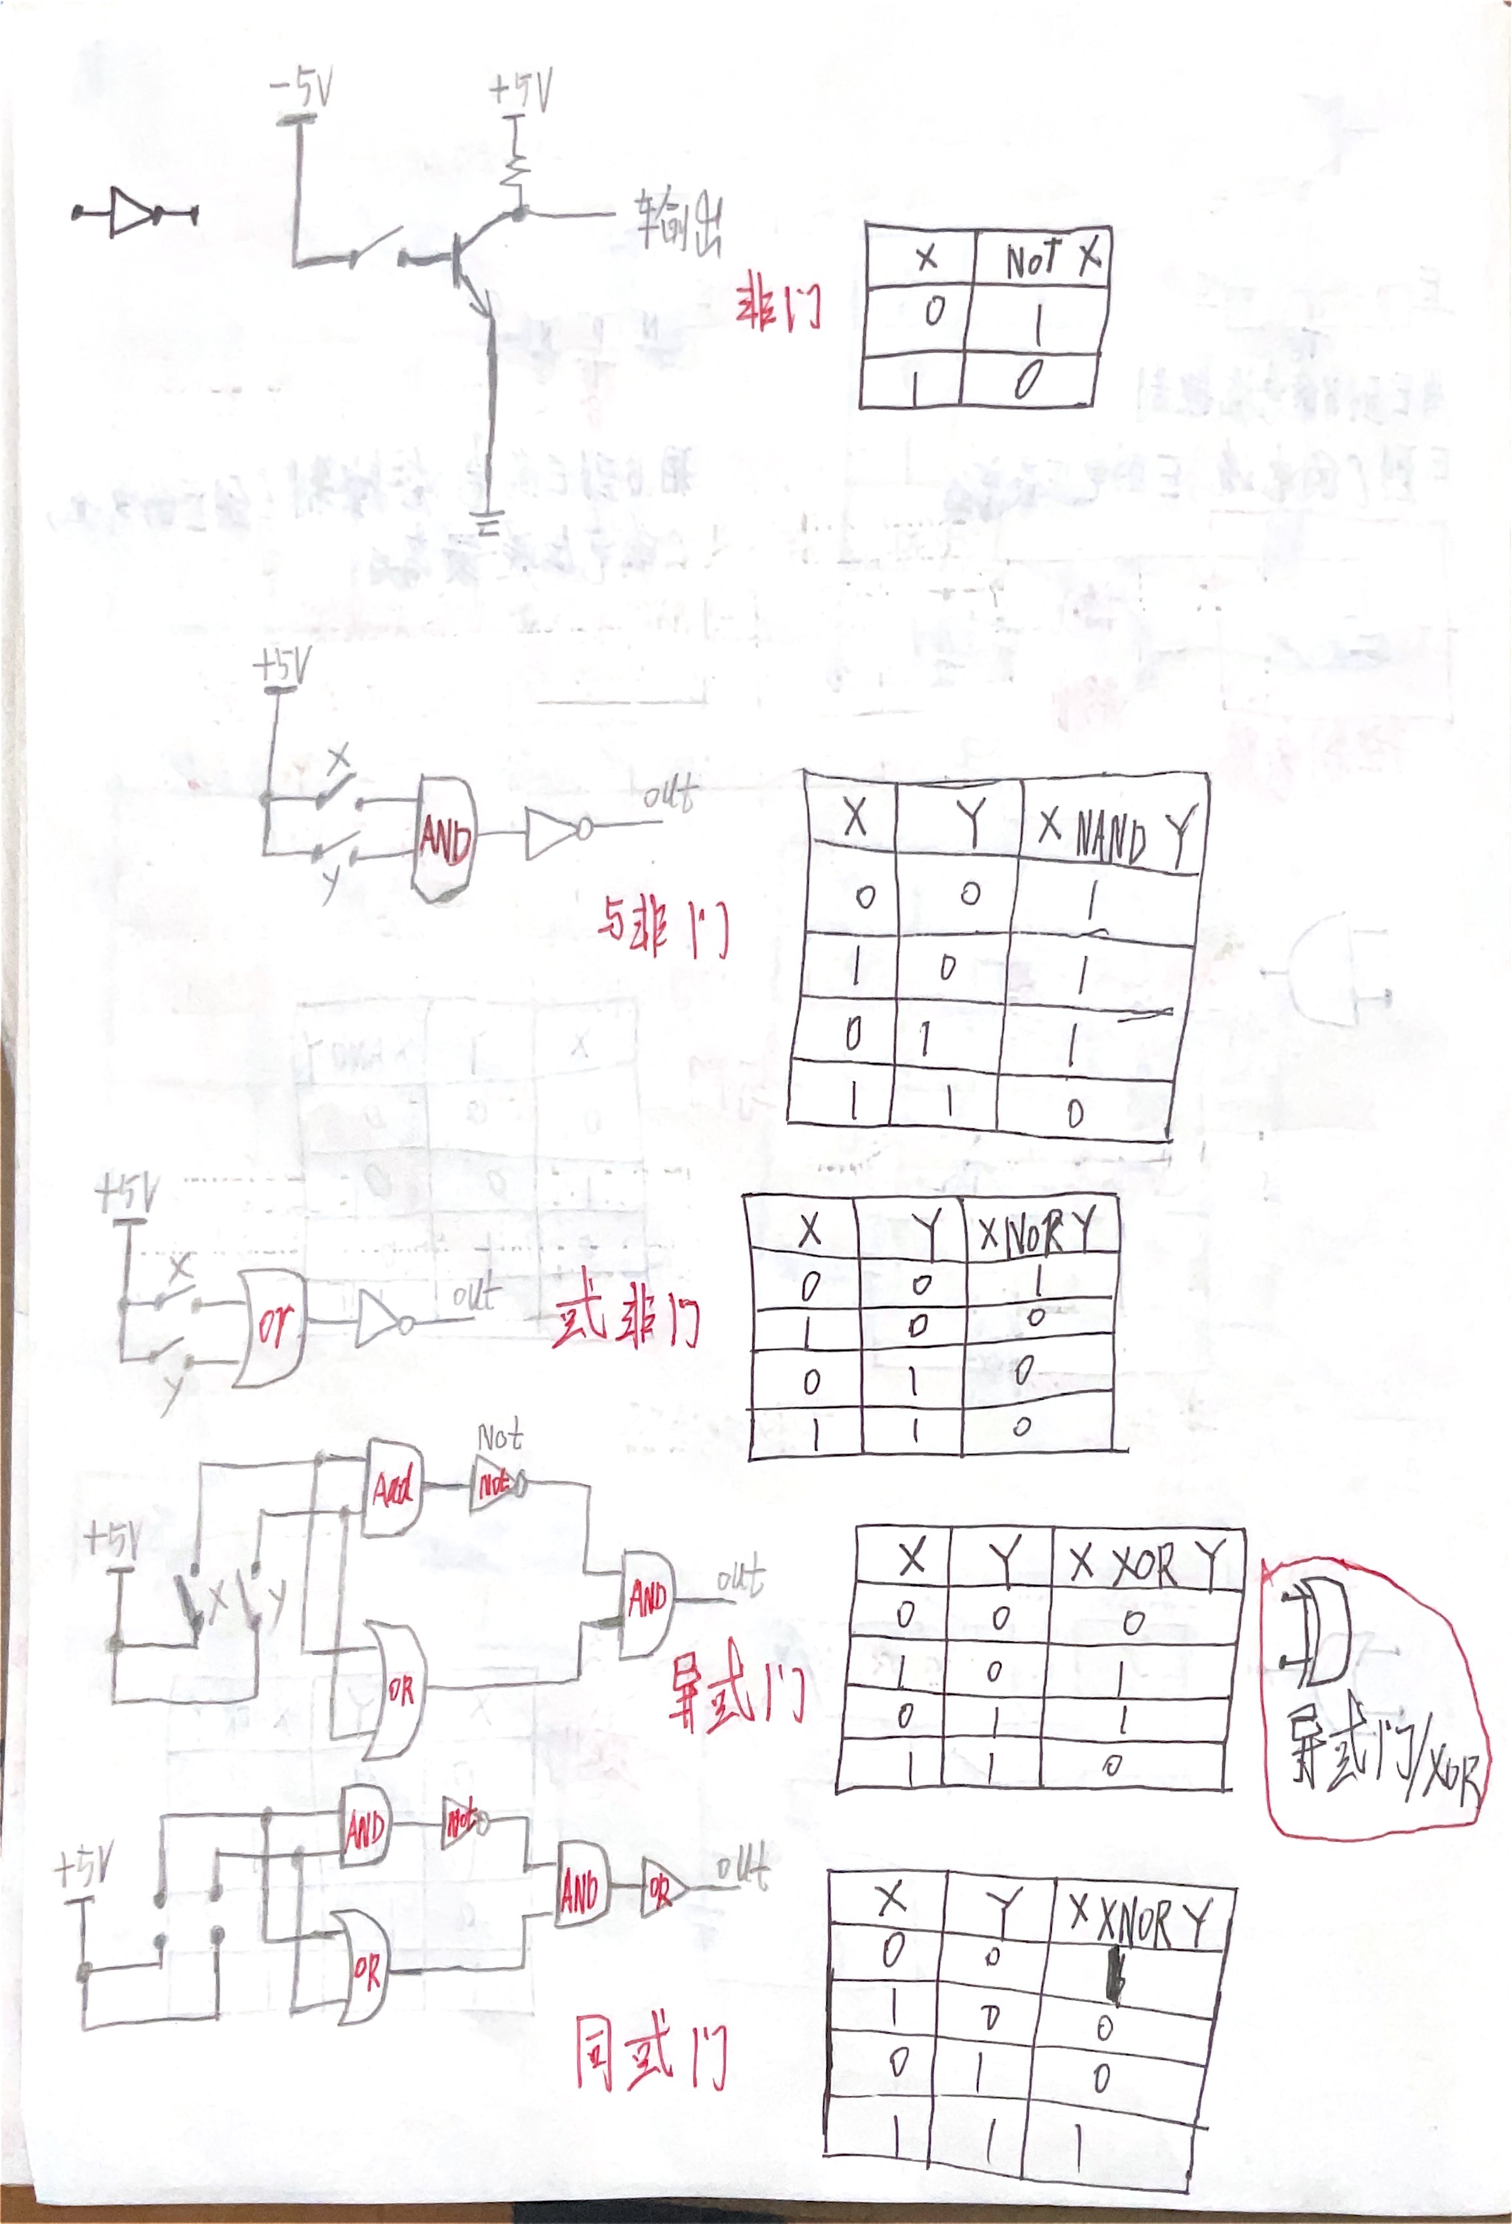 -5V +5V
输出
非门
X NOT X
0 1
1 0
+5V
X
Y
AND
out
与非门
X Y X NAND Y
0 0 1
1 0 1
0 1 1
1 1 0
+5V
X
Y
or
out
或非门
X Y X NOR Y
0 0 1
1 0 0
0 1 0
1 1 0
+5V
X Y
And
Not
Not
OR
AND
out
异或门
X Y X XOR Y
0 0 0
1 0 1
0 1 1
1 1 0
异或门/XOR
+5V
AND
Not
OR
AND
OR
out
同或门
X Y X XNOR Y
0 0
1 0 0
0 1 0
1 1 1